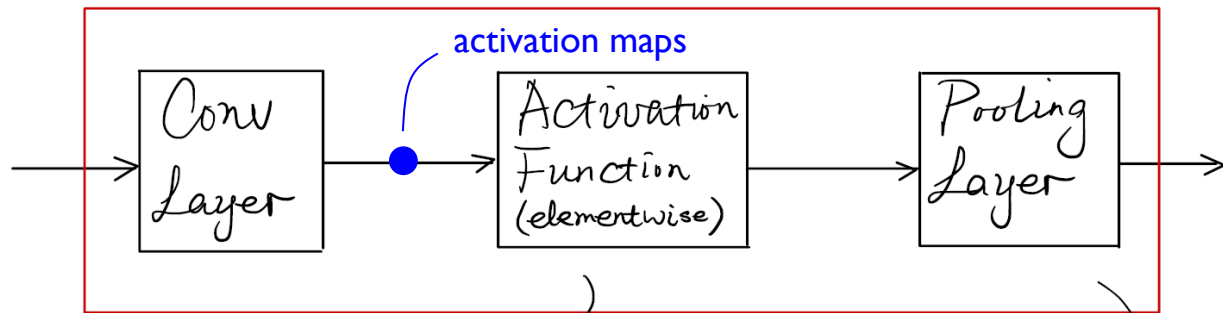 activation maps
Conv
Layer
Activation
Function
(elementwise)
Pooling
Layer